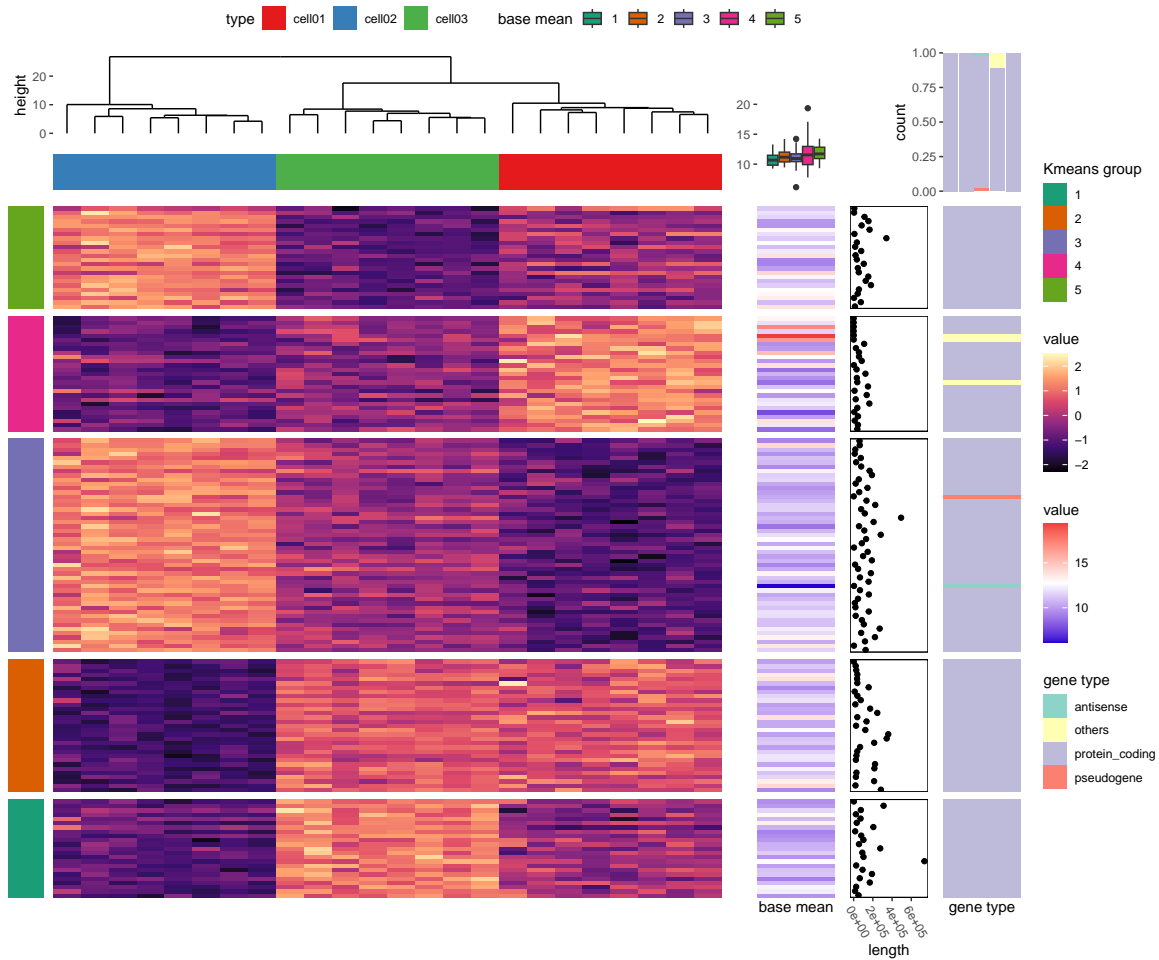 type cell01 cell02 cell03 base mean 1 2 3 4 5
height
20
10
0
20
15
10
count
1.00
0.75
0.50
0.25
0.00
Kmeans group
1
2
3
4
5
value
2
1
0
−1
−2
value
15
10
gene type
antisense
others
protein_coding
pseudogene
base mean
0e+00
2e+05
4e+05
6e+05
length
gene type